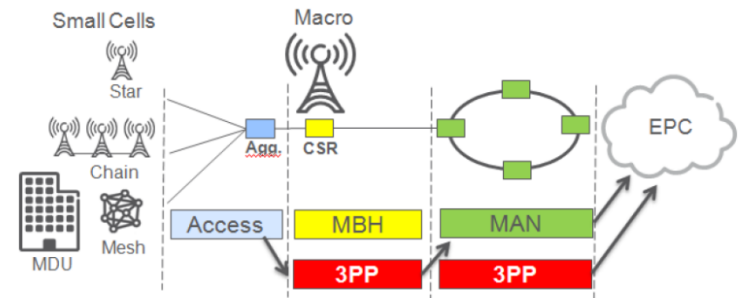 Small Cells
Macro
Star
EPC
Agg.
CSR
Chain
Access
MBH
MAN
Mesh
MDU
3PP
3PP